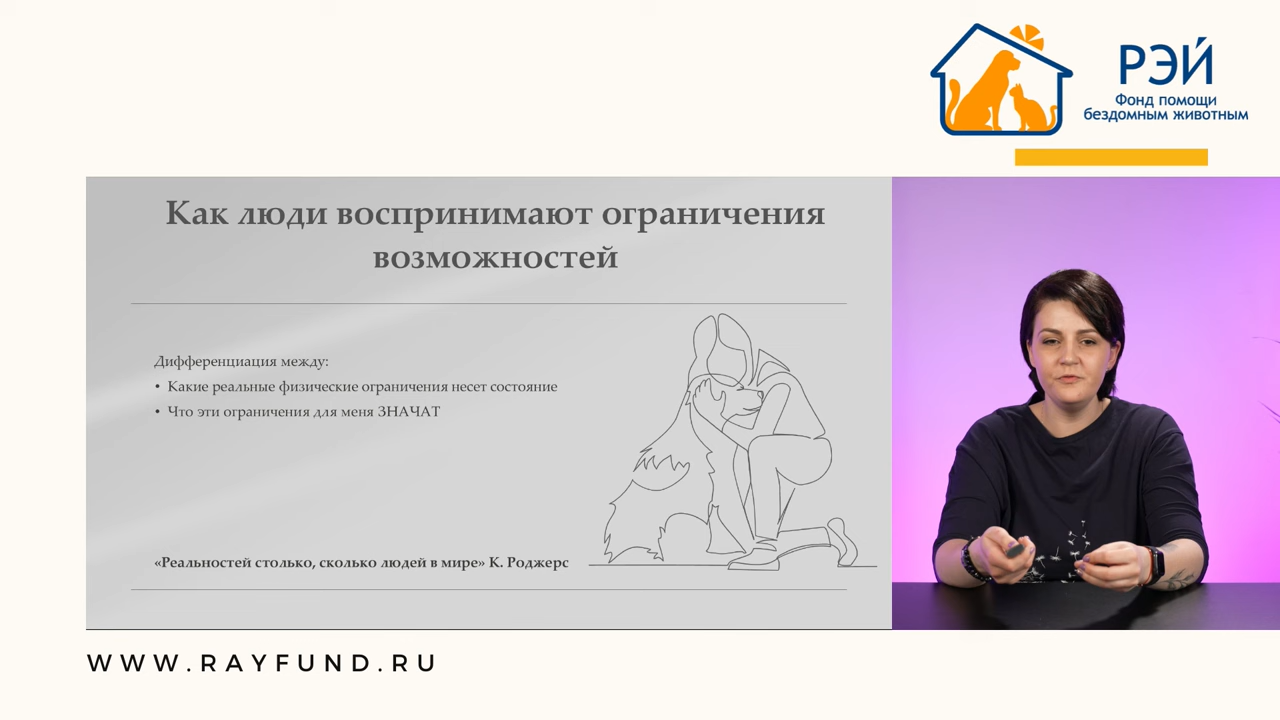 РЭЙ
Фонд помощи
бездомным животным
Как люди воспринимают ограничения
возможностей
Дифференциация между:
• Какие реальные физические ограничения несет состояние
• Что эти ограничения для меня ЗНАЧАТ
«Реальностей столько, сколько людей в мире» К. Роджерс
WWW.RAYFUND.RU